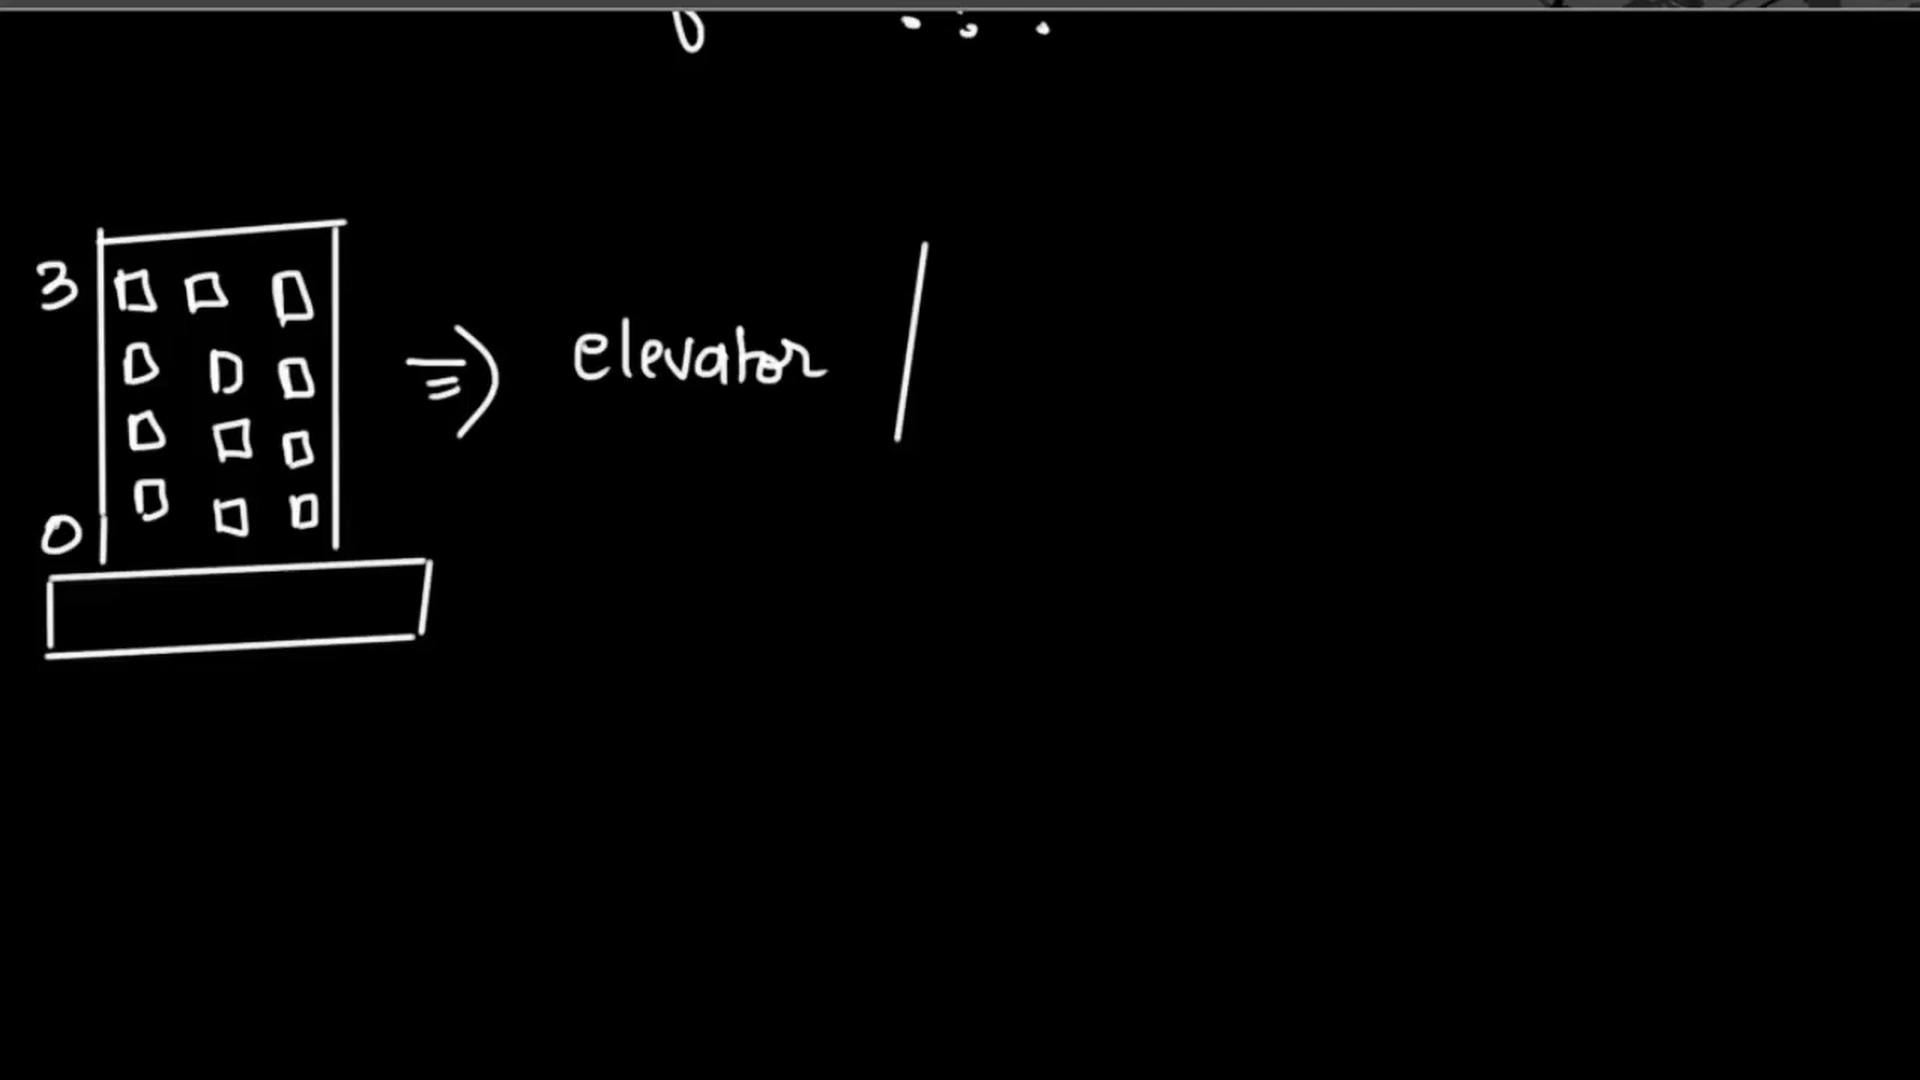 3
⇒ elevator /
0